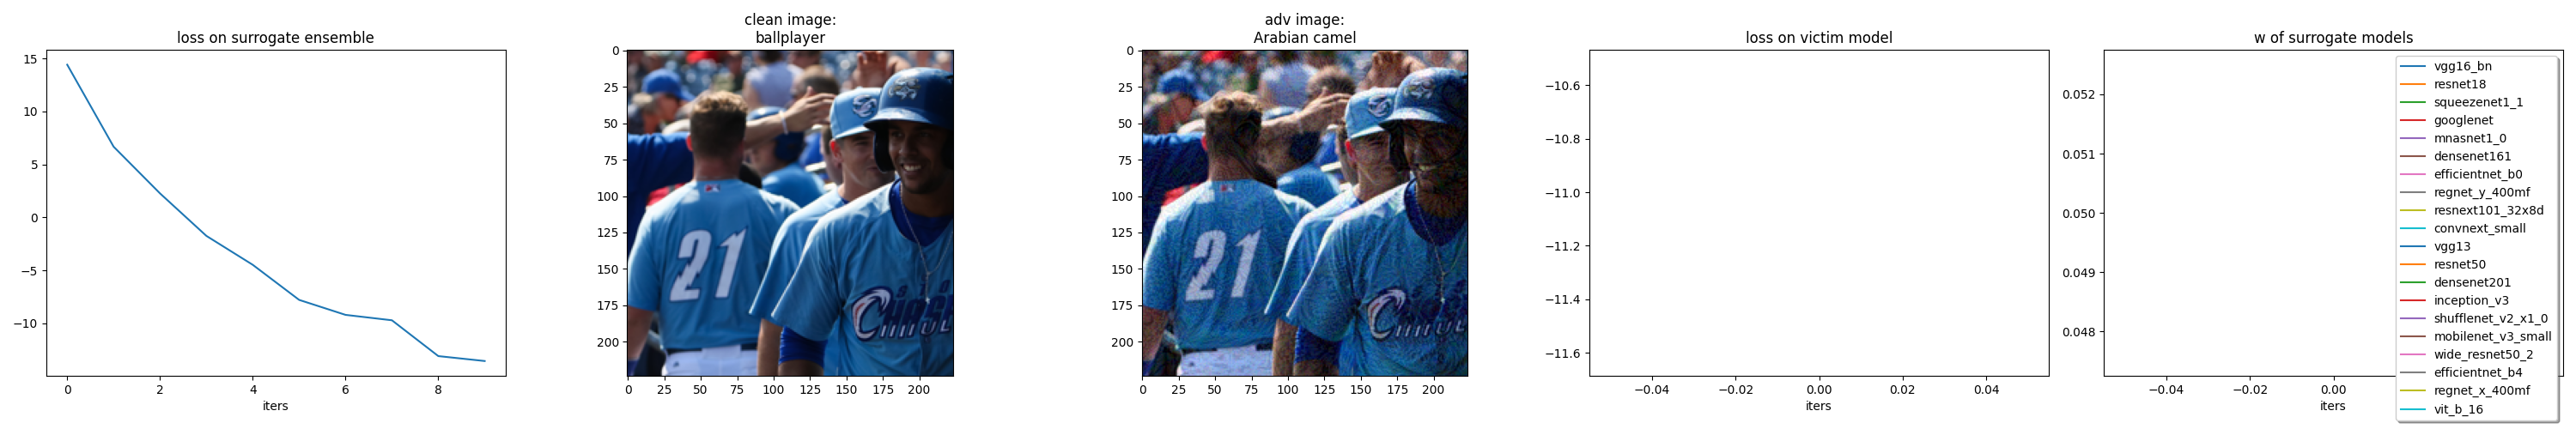 loss on surrogate ensemble
15
10
5
0
−5
−10
0 2 4 6 8
iters
clean image:
ballplayer
0
25
50
75
100
125
150
175
200
0 25 50 75 100 125 150 175 200
21
adv image:
Arabian camel
0
25
50
75
100
125
150
175
200
0 25 50 75 100 125 150 175 200
21
loss on victim model
−10.6
−10.8
−11.0
−11.2
−11.4
−11.6
−0.04 −0.02 0.00 0.02 0.04
iters
w of surrogate models
0.052
0.051
0.050
0.049
0.048
−0.04 −0.02 0.00
iters
vgg16_bn
resnet18
squeezenet1_1
googlenet
mnasnet1_0
densenet161
efficientnet_b0
regnet_y_400mf
resnext101_32x8d
convnext_small
vgg13
resnet50
densenet201
inception_v3
shufflenet_v2_x1_0
mobilenet_v3_small
wide_resnet50_2
efficientnet_b4
regnet_x_400mf
vit_b_16